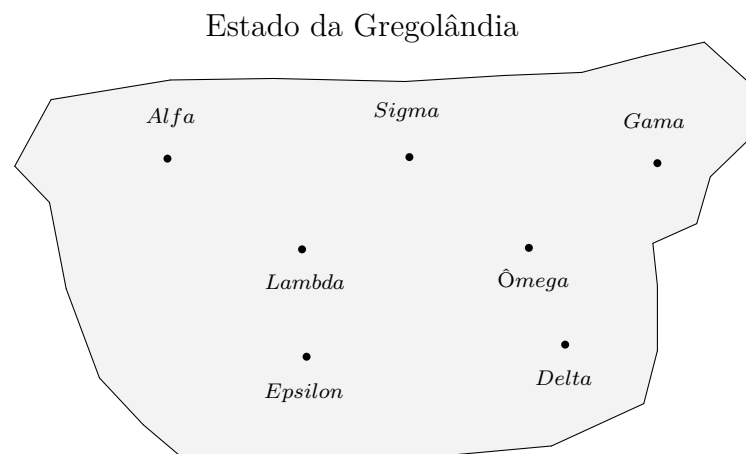 Estado da Gregolândia
Sigma
Alfa
Gama
Lambda
Ômega
Delta
Epsilon